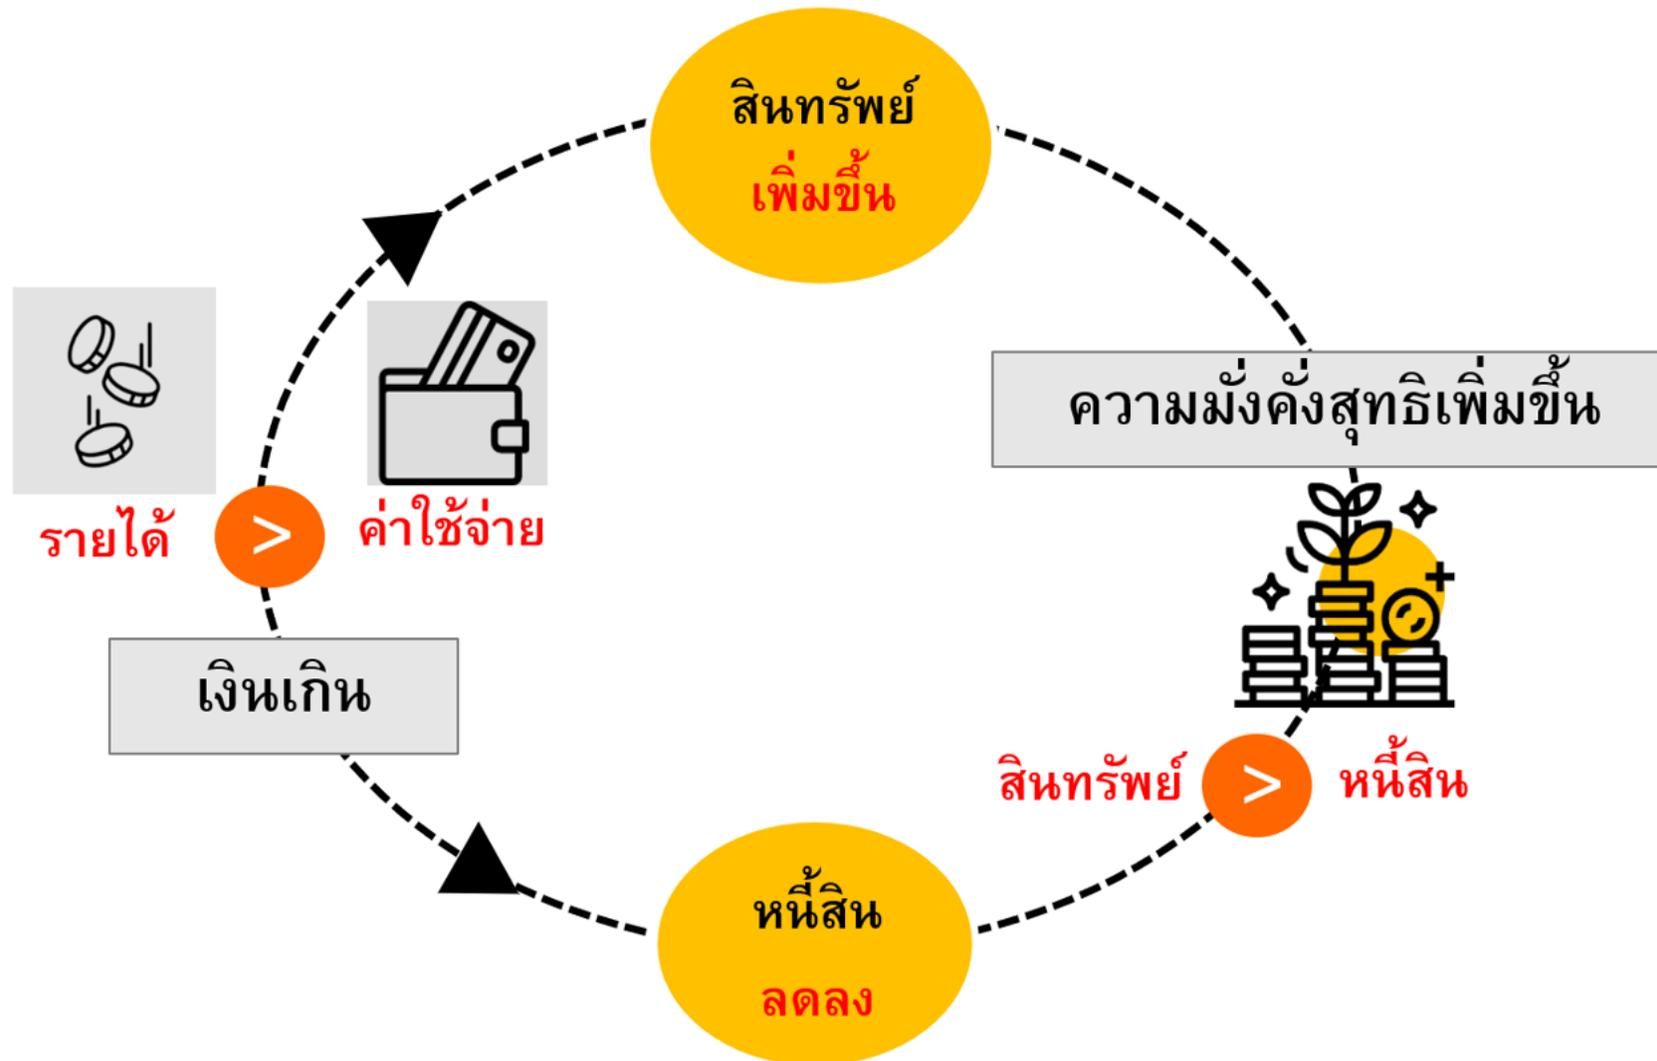 สินทรัพย์
เพิ่มขึ้น
รายได้
>
ค่าใช้จ่าย
ความมั่งคั่งสุทธิเพิ่มขึ้น
เงินเกิน
สินทรัพย์
>
หนี้สิน
หนี้สิน
ลดลง